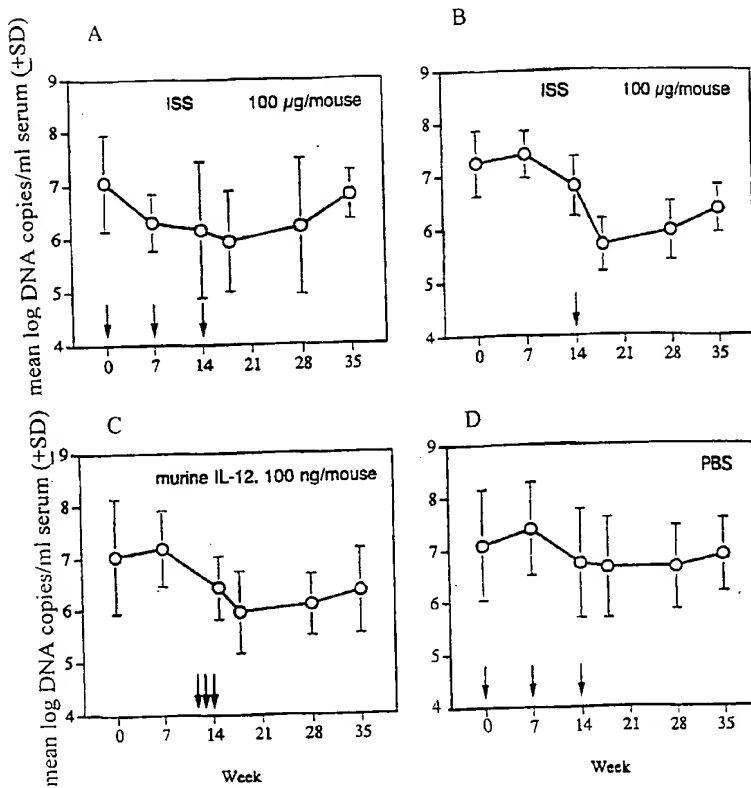 A
mean log DNA copies/ml serum (±SD)
9
8
7
6
5
4
ISS 100 µg/mouse
0 7 14 21 28 35
B
9
8
7
6
5
4
ISS 100 µg/mouse
0 7 14 21 28 35
C
mean log DNA copies/ml serum (±SD)
9
8
7
6
5
4
murine IL-12. 100 ng/mouse
0 7 14 21 28 35
Week
D
9
8
7
6
5
4
PBS
0 7 14 21 28 35
Week